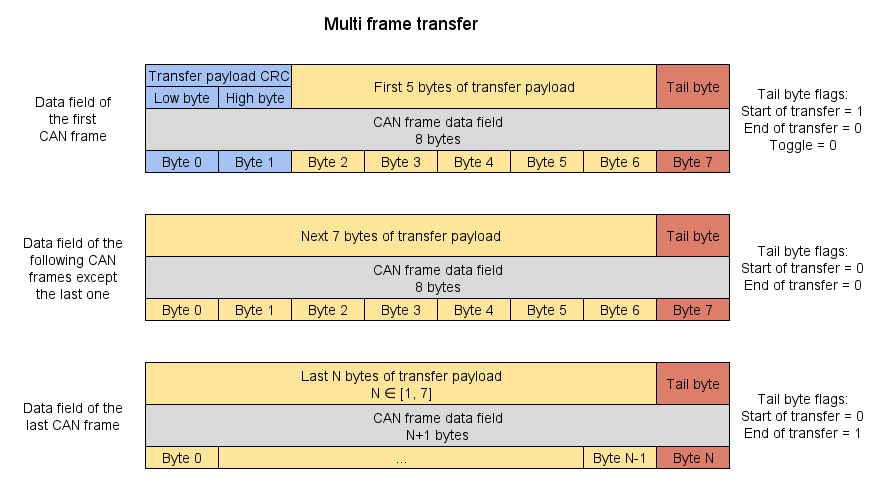 Multi frame transfer
Data field of
the first
CAN frame
Transfer payload CRC
Low byte
High byte
First 5 bytes of transfer payload
Tail byte
CAN frame data field
8 bytes
Byte 0
Byte 1
Byte 2
Byte 3
Byte 4
Byte 5
Byte 6
Byte 7
Tail byte flags:
Start of transfer = 1
End of transfer = 0
Toggle = 0
Data field of the
following CAN
frames except
the last one
Next 7 bytes of transfer payload
Tail byte
CAN frame data field
8 bytes
Byte 0
Byte 1
Byte 2
Byte 3
Byte 4
Byte 5
Byte 6
Byte 7
Tail byte flags:
Start of transfer = 0
End of transfer = 0
Data field of the
last CAN frame
Last N bytes of transfer payload
N ∈ [1, 7]
Tail byte
CAN frame data field
N+1 bytes
Byte 0
...
Byte N-1
Byte N
Tail byte flags:
Start of transfer = 0
End of transfer = 1